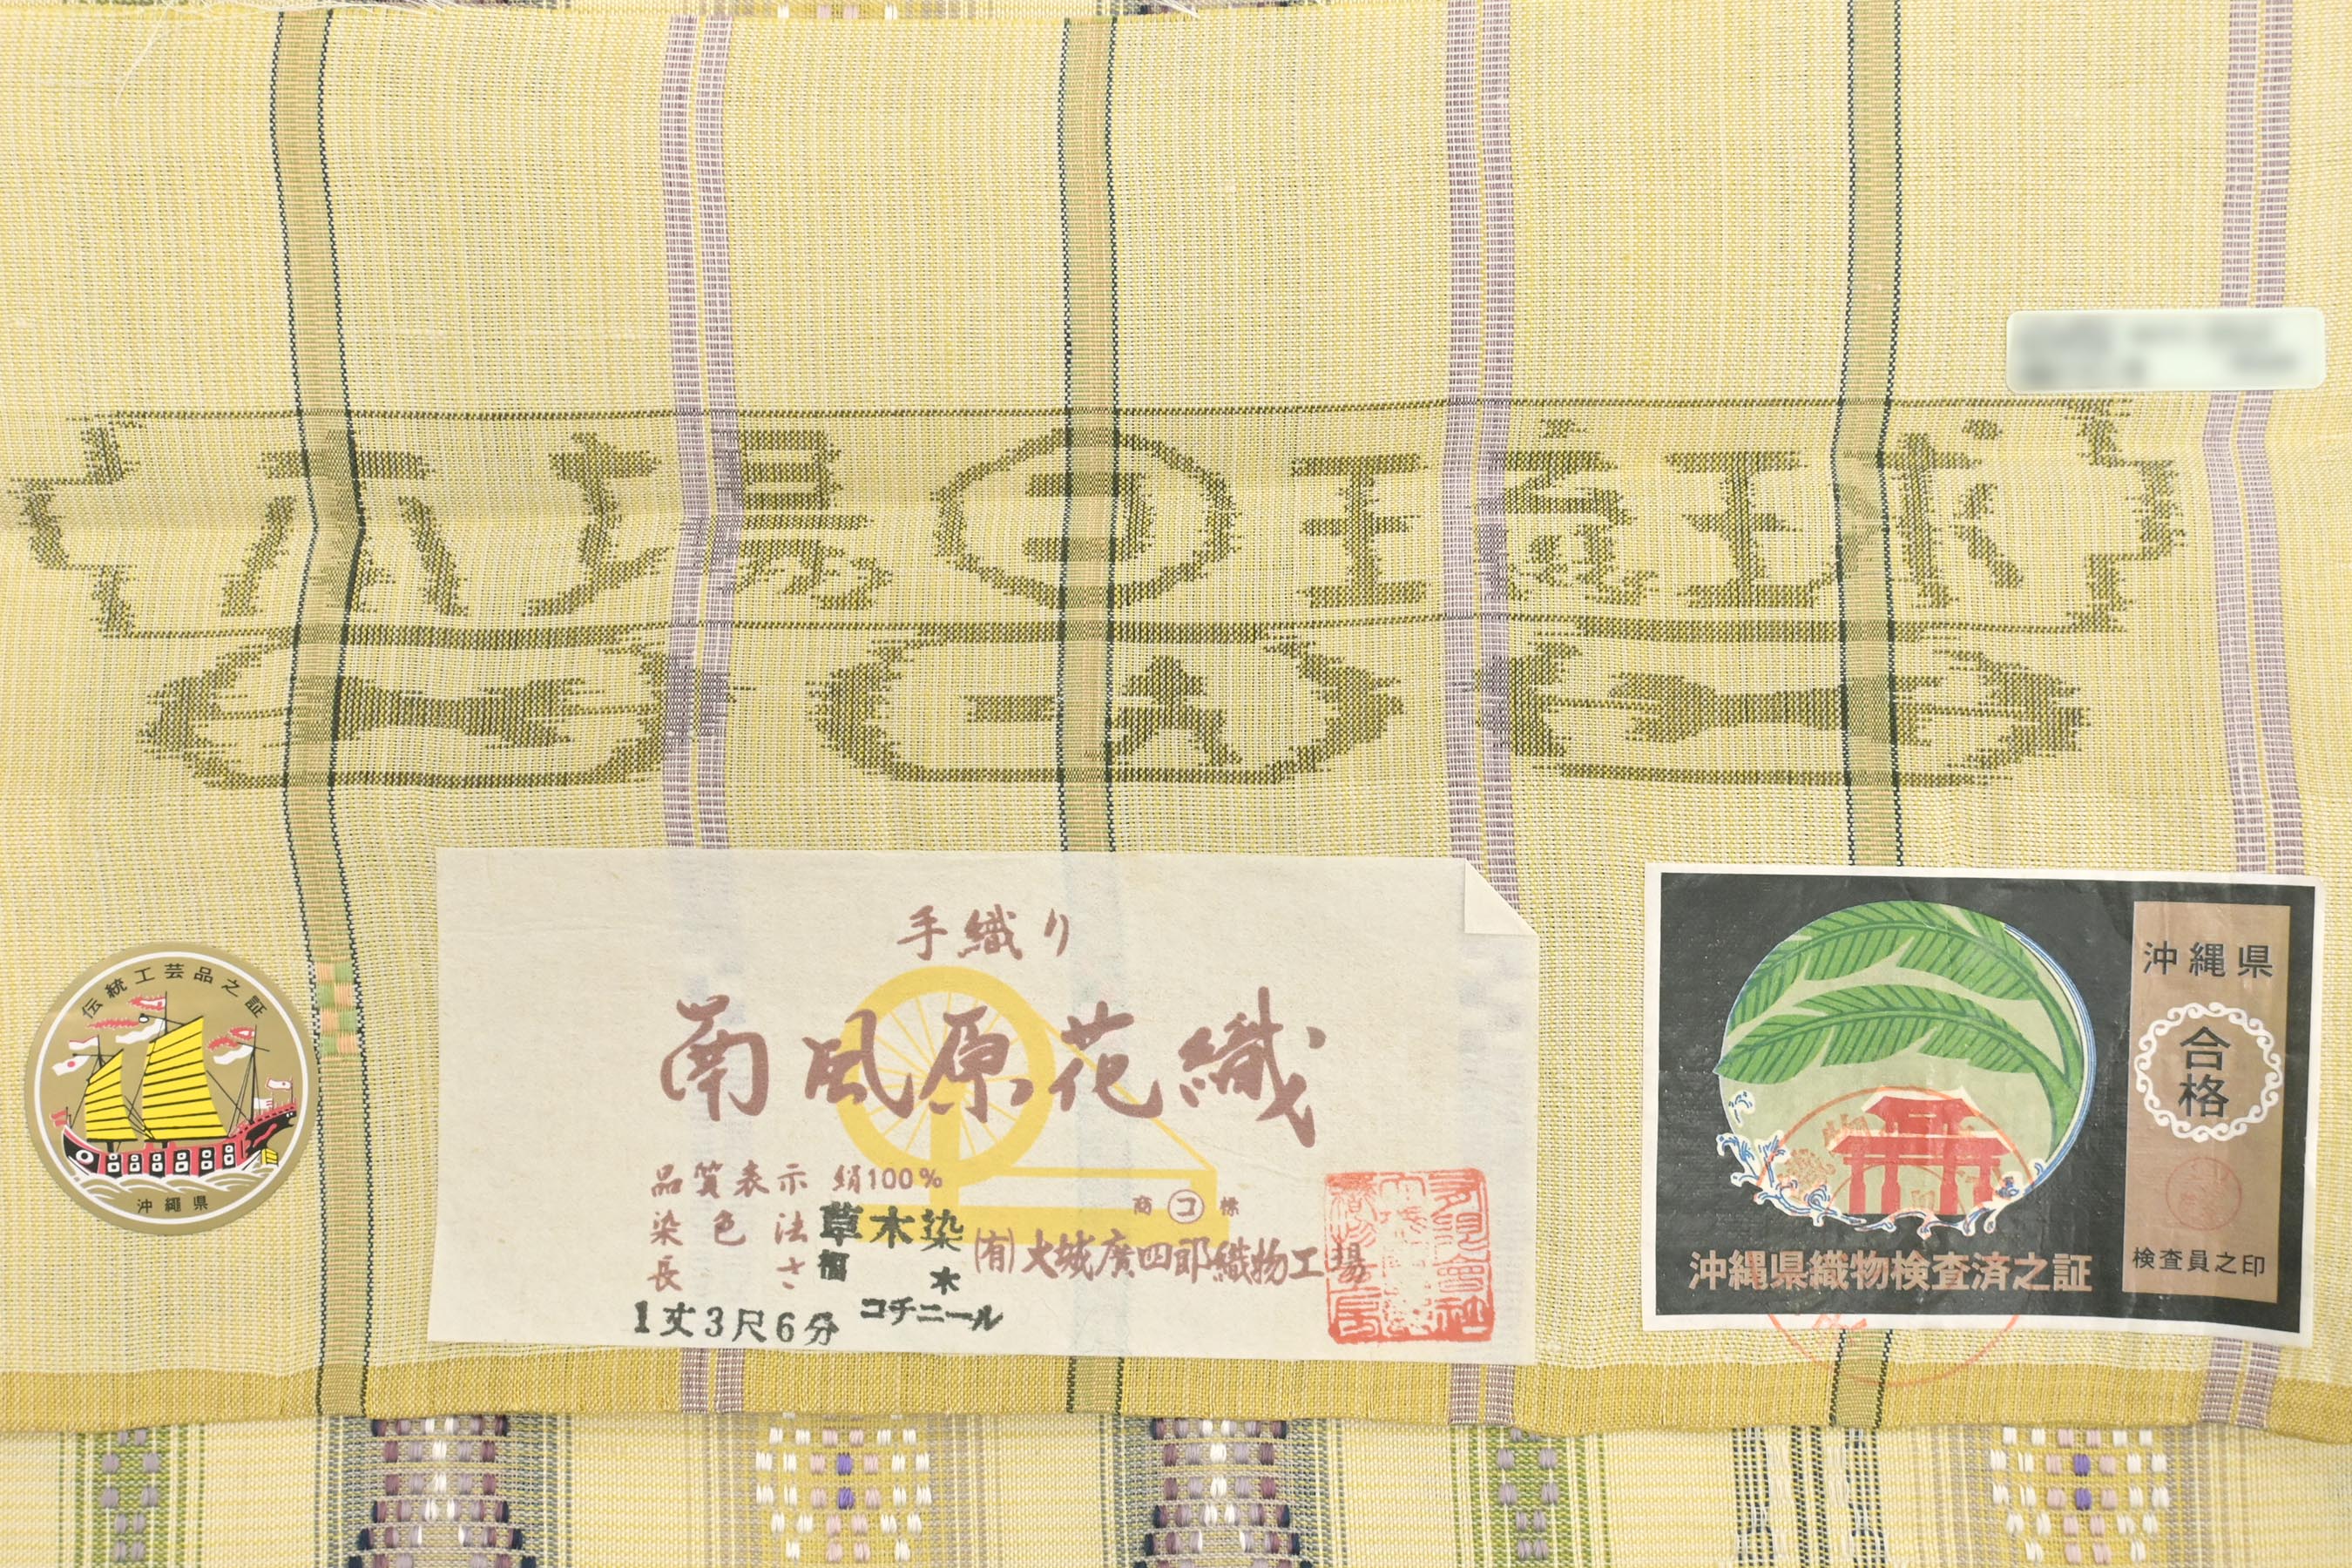 伝統工芸品之証
沖縄県
手織り
南風原花織
品質表示 絹100%
染色法 草木染
長さ 福木
コチニール
1丈3尺6分
商㋙標
(有)大城廣四郎織物工場
沖縄県
合格
検査員之印
沖縄県織物検査済之証